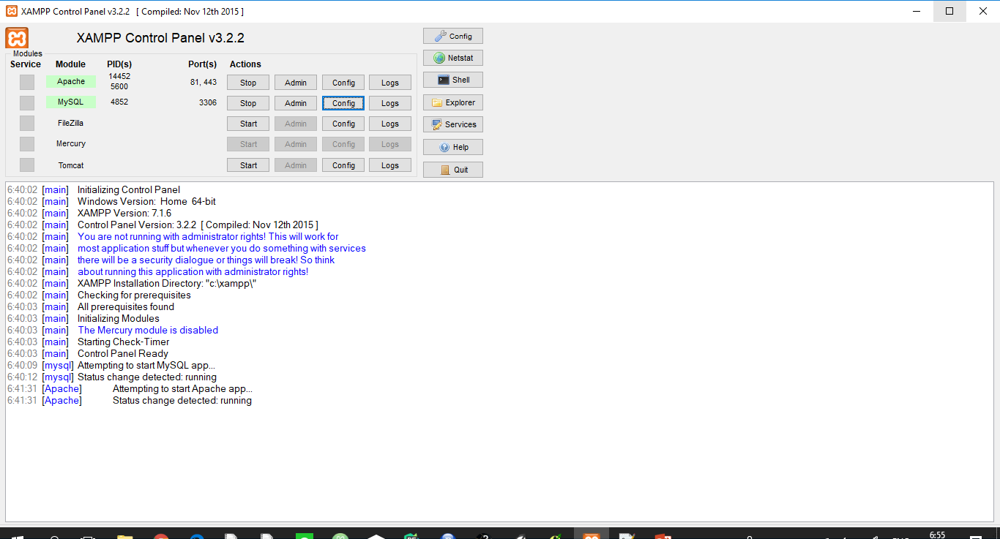 XAMPP Control Panel v3.2.2 [ Compiled: Nov 12th 2015 ]
XAMPP Control Panel v3.2.2
Modules
Service Module PID(s) Port(s) Actions
Apache 14452 5600 81, 443 Stop Admin Config Logs
MySQL 4852 3306 Stop Admin Config Logs
FileZilla Start Admin Config Logs
Mercury Start Admin Config Logs
Tomcat Start Admin Config Logs
Config
Netstat
Shell
Explorer
Services
Help
Quit
6:40:02 [main] Initializing Control Panel
6:40:02 [main] Windows Version: Home 64-bit
6:40:02 [main] XAMPP Version: 7.1.6
6:40:02 [main] Control Panel Version: 3.2.2 [ Compiled: Nov 12th 2015 ]
6:40:02 [main] You are not running with administrator rights! This will work for
6:40:02 [main] most application stuff but whenever you do something with services
6:40:02 [main] there will be a security dialogue or things will break! So think
6:40:02 [main] about running this application with administrator rights!
6:40:02 [main] XAMPP Installation Directory: "c:\xampp\"
6:40:02 [main] Checking for prerequisites
6:40:03 [main] All prerequisites found
6:40:03 [main] Initializing Modules
6:40:03 [main] The Mercury module is disabled
6:40:03 [main] Starting Check-Timer
6:40:03 [main] Control Panel Ready
6:40:09 [mysql] Attempting to start MySQL app...
6:40:12 [mysql] Status change detected: running
6:41:31 [Apache] Attempting to start Apache app...
6:41:31 [Apache] Status change detected: running
6:55